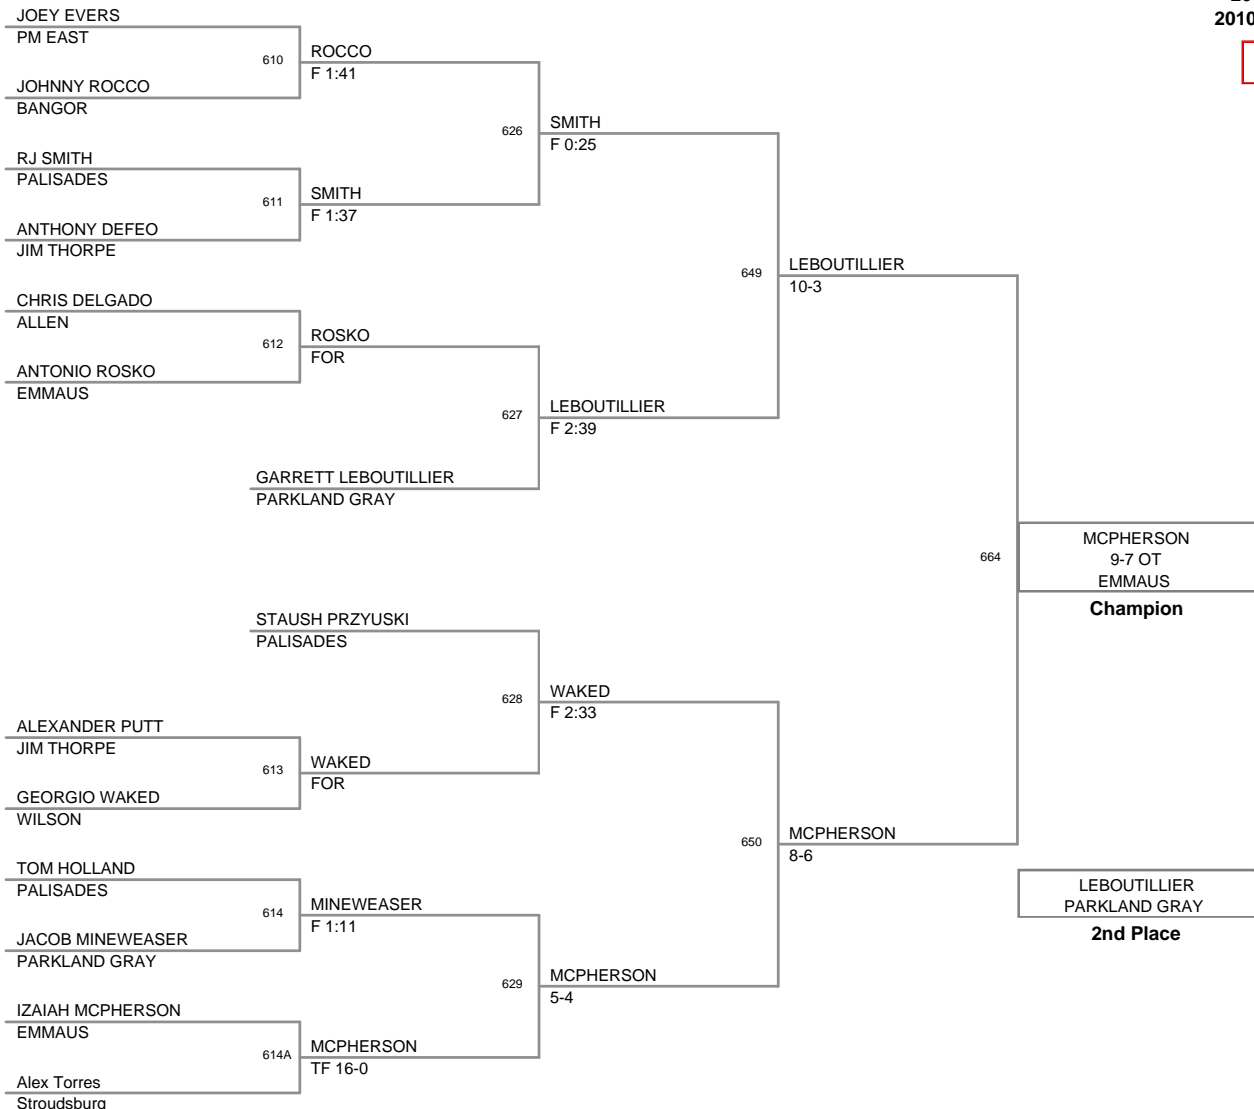 2010
JOEY EVERS
PM EAST
610
ROCCO
F 1:41
JOHNNY ROCCO
BANGOR
626
SMITH
F 0:25
RJ SMITH
PALISADES
611
SMITH
F 1:37
ANTHONY DEFEO
JIM THORPE
649
LEBOUTILLIER
10-3
CHRIS DELGADO
ALLEN
612
ROSKO
FOR
ANTONIO ROSKO
EMMAUS
627
LEBOUTILLIER
F 2:39
GARRETT LEBOUTILLIER
PARKLAND GRAY
664
MCPHERSON
9-7 OT
EMMAUS
Champion
STAUSH PRZYUSKI
PALISADES
628
WAKED
F 2:33
ALEXANDER PUTT
JIM THORPE
613
WAKED
FOR
GEORGIO WAKED
WILSON
650
MCPHERSON
8-6
TOM HOLLAND
PALISADES
614
MINEWEASER
F 1:11
JACOB MINEWEASER
PARKLAND GRAY
LEBOUTILLIER
PARKLAND GRAY
2nd Place
629
MCPHERSON
5-4
IZAIAH MCPHERSON
EMMAUS
614A
MCPHERSON
TF 16-0
Alex Torres
Stroudsburg